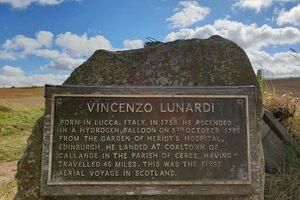 VINCENZO LUNARDI
BORN IN LUCCA, ITALY, IN 1759. HE ASCENDED
IN A HYDROGEN BALLOON ON 5TH OCTOBER 1785
FROM THE GARDEN OF HERIOT'S HOSPITAL,
EDINBURGH. HE LANDED AT COALTOWN OF
CALLANGE IN THE PARISH OF CERES, HAVING
TRAVELLED 46 MILES. THIS WAS THE FIRST
AERIAL VOYAGE IN SCOTLAND.